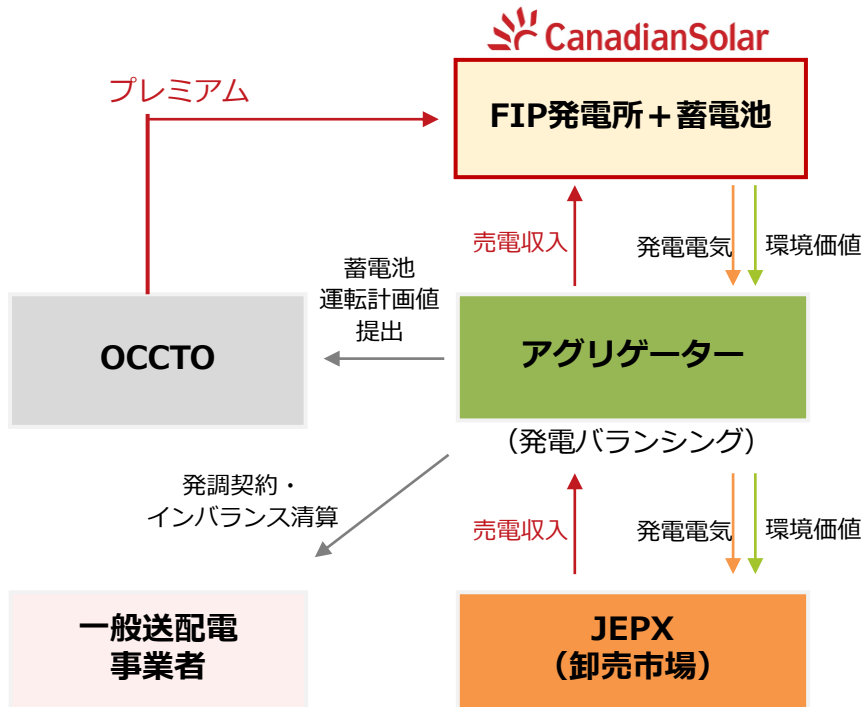 CanadianSolar
プレミアム
FIP発電所＋蓄電池
売電収入
発電電気
環境価値
蓄電池
運転計画値
提出
OCCTO
アグリゲーター
（発電バランシング）
発調契約・
インバランス清算
売電収入
発電電気
環境価値
一般送配電
事業者
JEPX
（卸売市場）